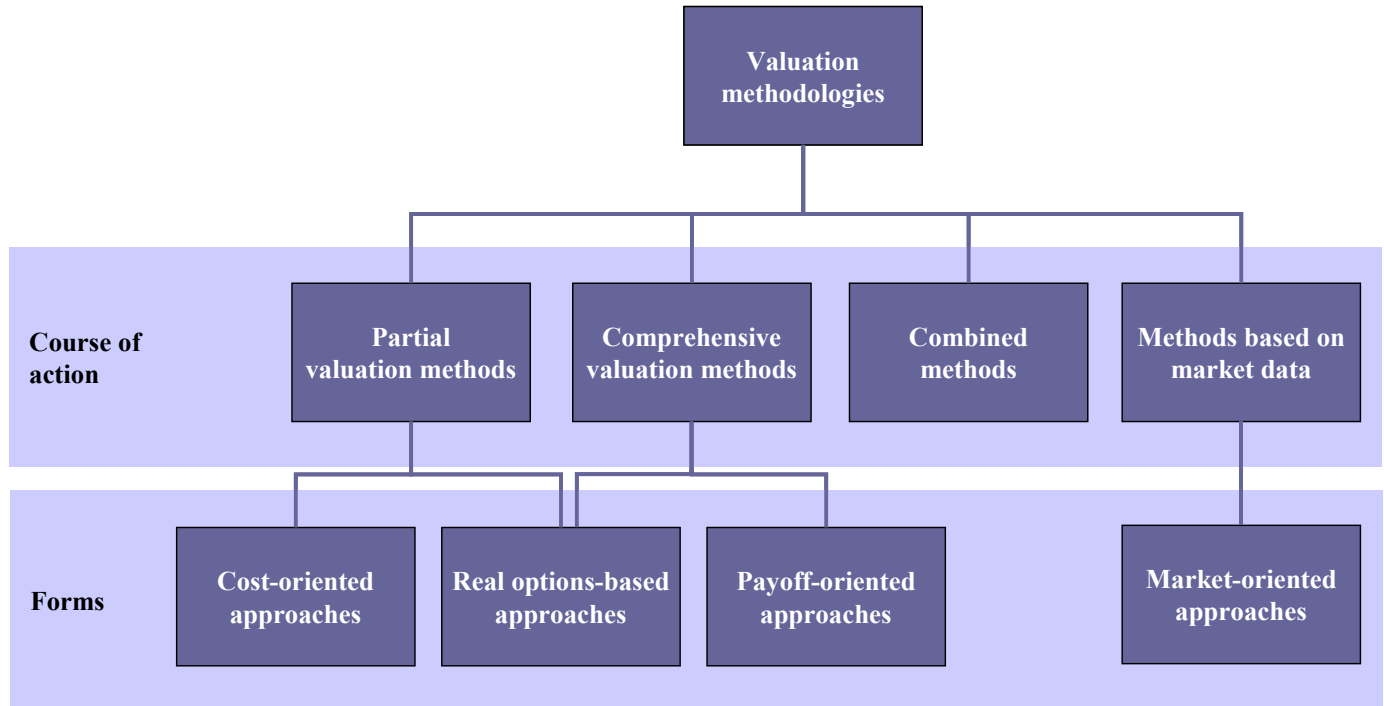 Valuation
methodologies
Course of
action
Partial
valuation methods
Comprehensive
valuation methods
Combined
methods
Methods based on
market data
Forms
Cost-oriented
approaches
Real options-based
approaches
Payoff-oriented
approaches
Market-oriented
approaches